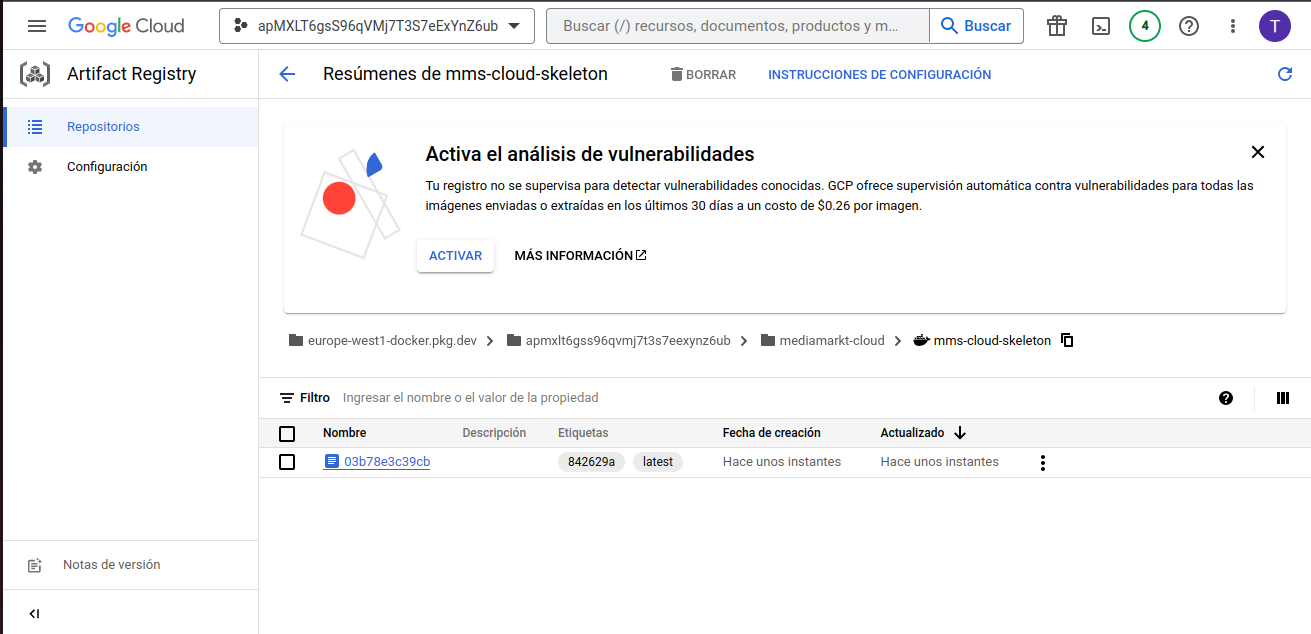 Google Cloud
apMXLT6gsS96qVMj7T3S7eExYnZ6ub
Buscar (/) recursos, documentos, productos y m...
Buscar
4
T
Artifact Registry
Resúmenes de mms-cloud-skeleton
BORRAR
INSTRUCCIONES DE CONFIGURACIÓN
Repositorios
Configuración
Activa el análisis de vulnerabilidades
Tu registro no se supervisa para detectar vulnerabilidades conocidas. GCP ofrece supervisión automática contra vulnerabilidades para todas las
imágenes enviadas o extraídas en los últimos 30 días a un costo de $0.26 por imagen.
ACTIVAR
MÁS INFORMACIÓN
europe-west1-docker.pkg.dev
apmxlt6gss96qvmj7t3s7eexynz6ub
mediamarkt-cloud
mms-cloud-skeleton
Filtro
Ingresar el nombre o el valor de la propiedad
Nombre
Descripción
Etiquetas
Fecha de creación
Actualizado
03b78e3c39cb
842629a
latest
Hace unos instantes
Hace unos instantes
Notas de versión